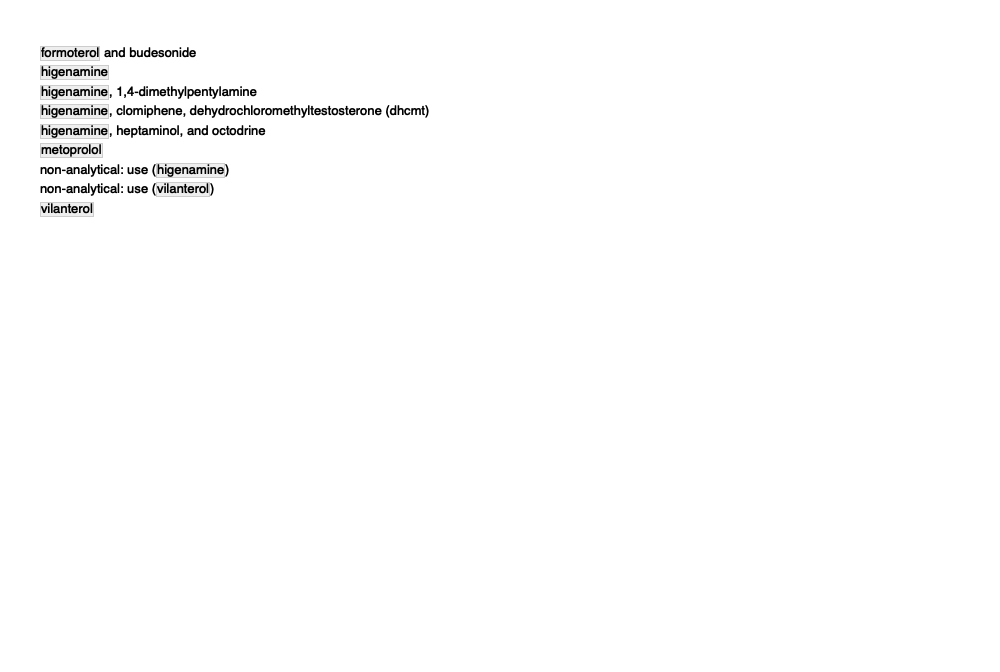 formoterol and budesonide
higenamine
higenamine, 1,4-dimethylpentylamine
higenamine, clomiphene, dehydrochloromethyltestosterone (dhcmt)
higenamine, heptaminol, and octodrine
metoprolol
non-analytical: use (higenamine)
non-analytical: use (vilanterol)
vilanterol